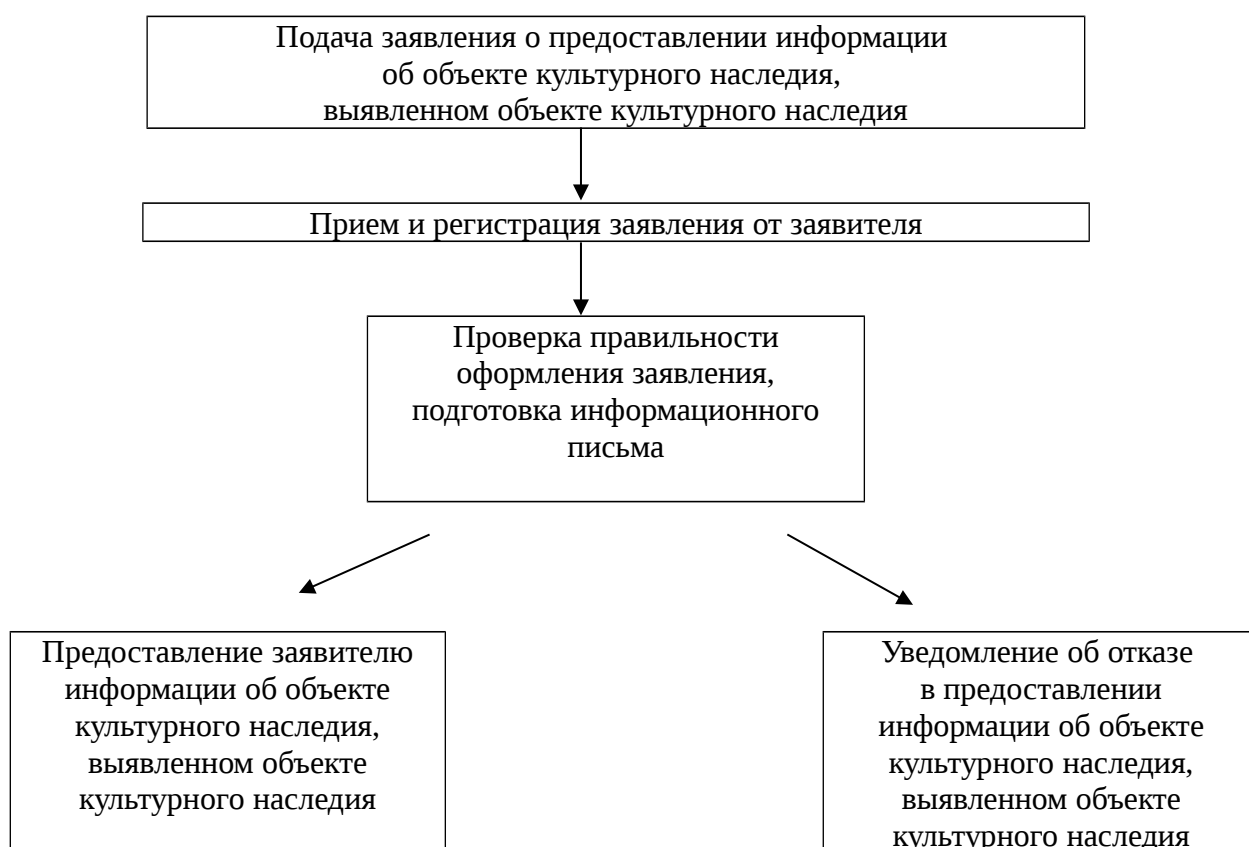 Подача заявления о предоставлении информации
об объекте культурного наследия,
выявленном объекте культурного наследия
Прием и регистрация заявления от заявителя
Проверка правильности
оформления заявления,
подготовка информационного
письма
Предоставление заявителю
информации об объекте
культурного наследия,
выявленном объекте
культурного наследия
Уведомление об отказе
в предоставлении
информации об объекте
культурного наследия,
выявленном объекте
культурного наследия